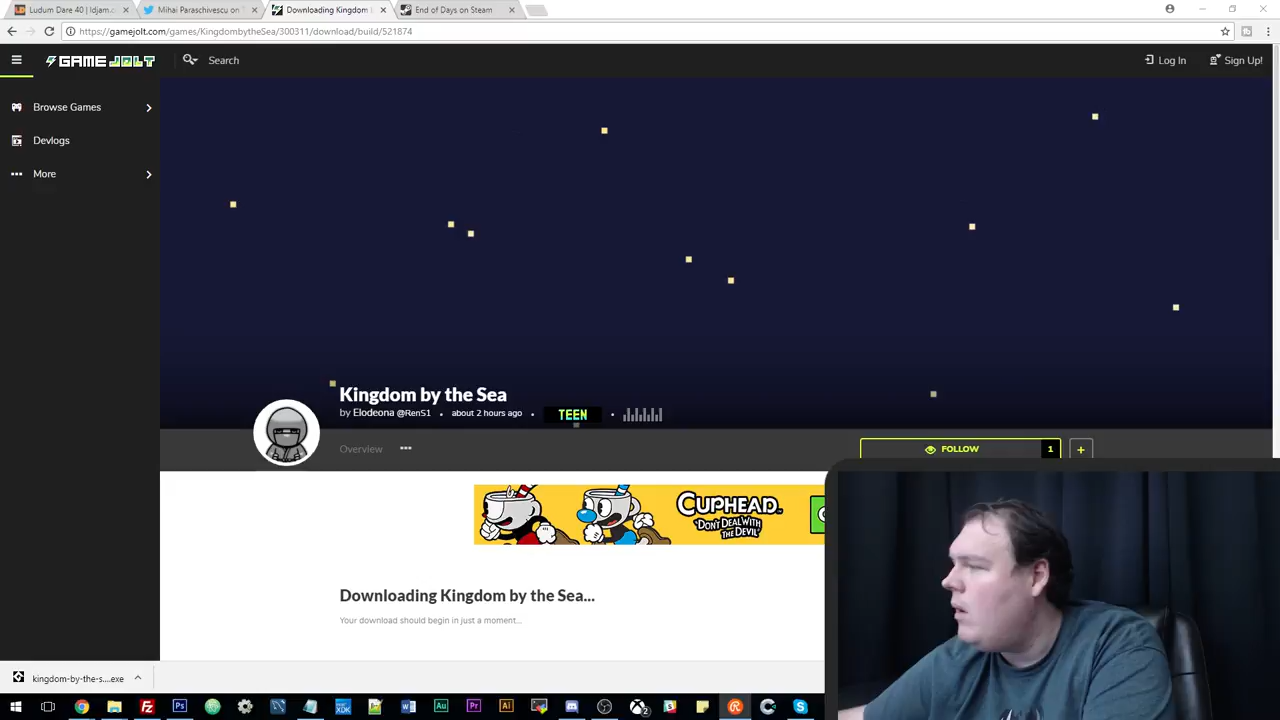 Ludum Dare 40 | ldjam.c
Mihai Paraschivescu on T
Downloading Kingdom b
End of Days on Steam
https://gamejolt.com/games/KingdombytheSea/300311/download/build/521874
GAME JOLT
Search
Log In
Sign Up!
Browse Games
Devlogs
More
Kingdom by the Sea
by Elodeona @RenS1 • about 2 hours ago • TEEN •
Overview
FOLLOW 1
+
CUPHEAD
'DON'T DEAL WITH
THE DEVIL'
Downloading Kingdom by the Sea...
Your download should begin in just a moment...
kingdom-by-the-s....exe